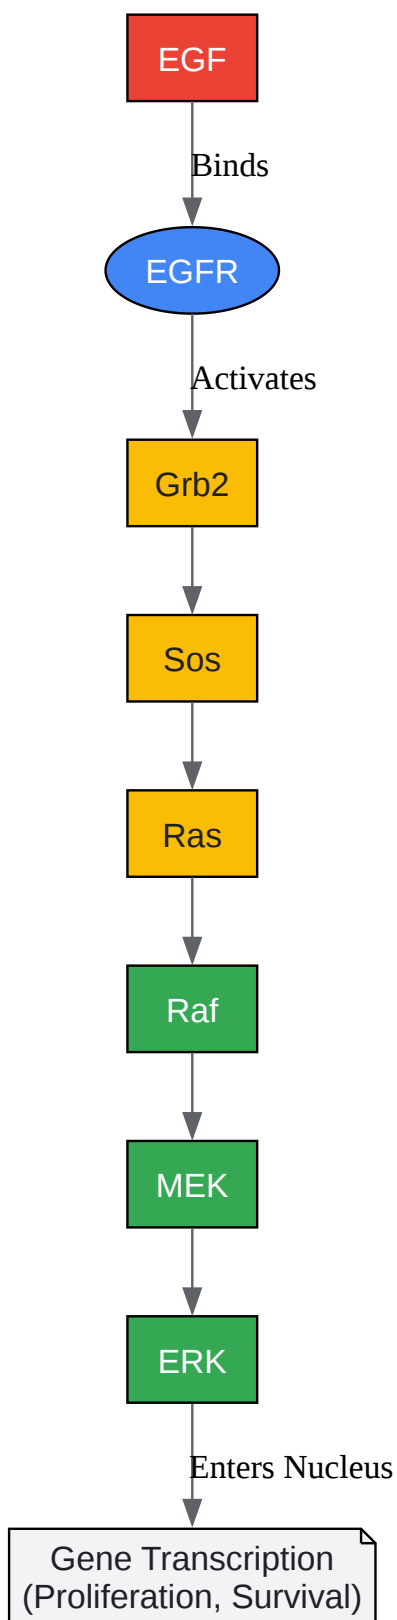 EGF
Binds
EGFR
Activates
Grb2
Sos
Ras
Raf
MEK
ERK
Enters Nucleus
Gene Transcription
(Proliferation, Survival)